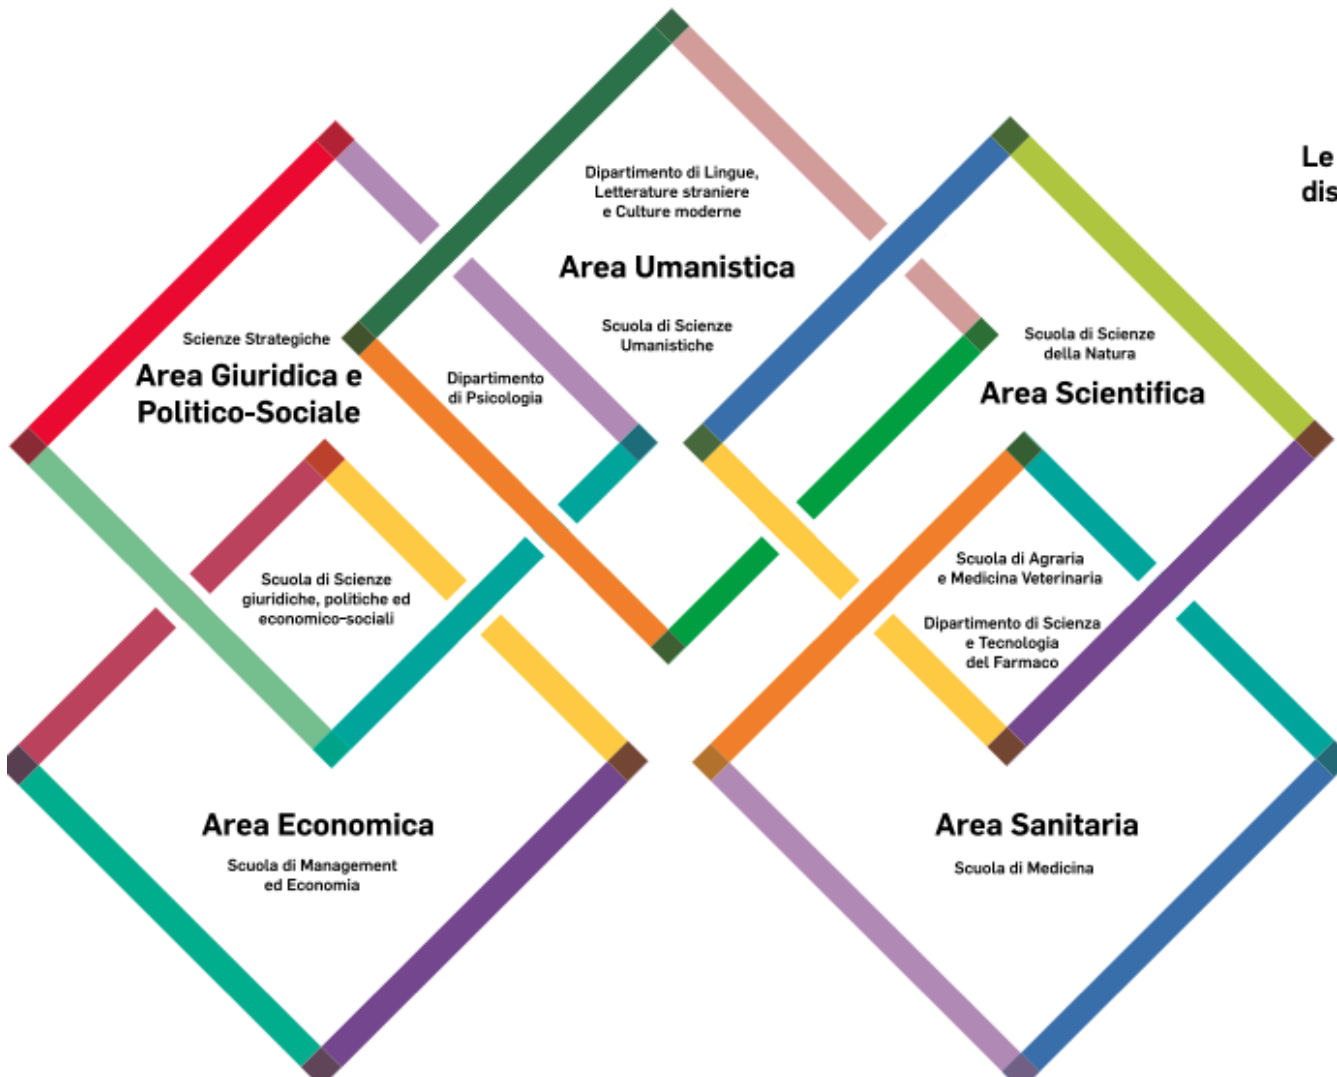 Le
dis
Dipartimento di Lingue,
Letterature straniere
e Culture moderne
Area Umanistica
Scuola di Scienze
Umanistiche
Scienze Strategiche
Area Giuridica e
Politico-Sociale
Dipartimento
di Psicologia
Scuola di Scienze
della Natura
Area Scientifica
Scuola di Scienze
giuridiche, politiche ed
economico-sociali
Scuola di Agraria
e Medicina Veterinaria
Dipartimento di Scienza
e Tecnologia
del Farmaco
Area Economica
Scuola di Management
ed Economia
Area Sanitaria
Scuola di Medicina